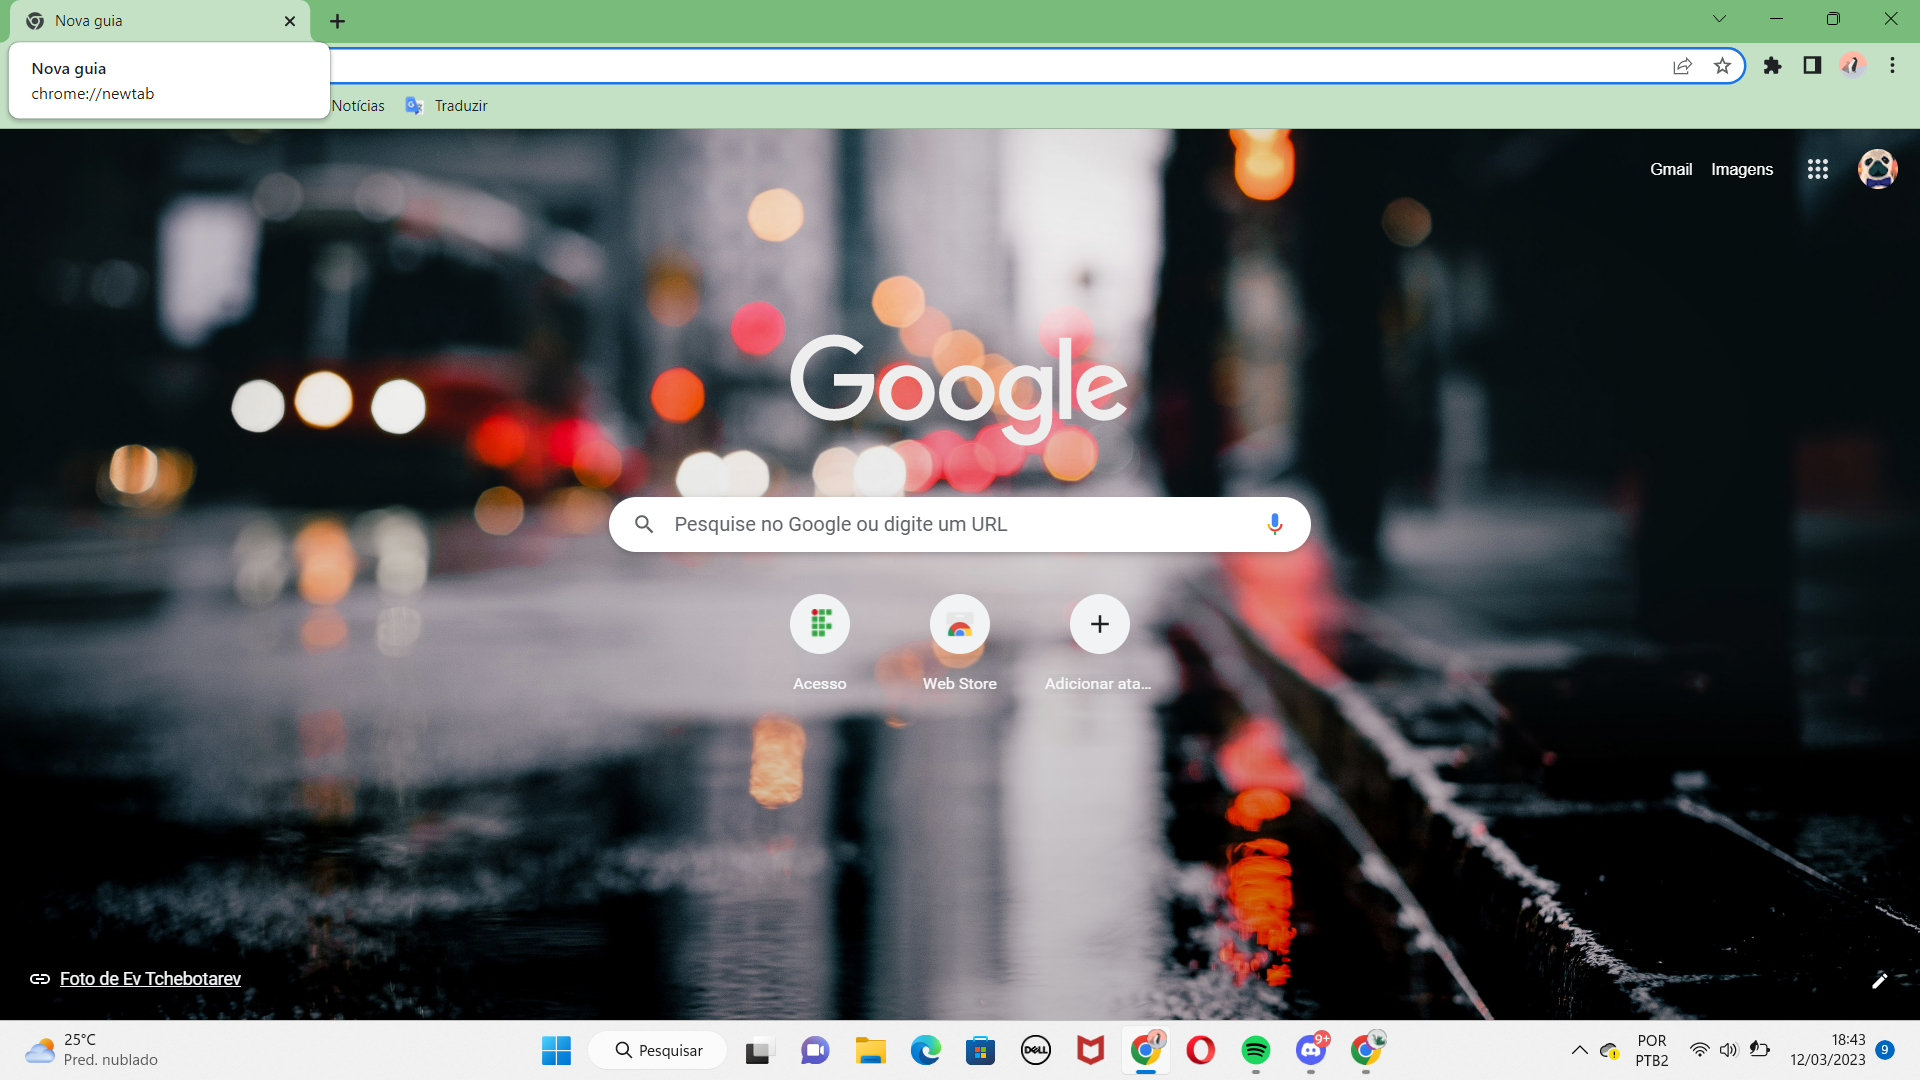 Nova guia
Nova guia
chrome://newtab
Notícias
Traduzir
Gmail
Imagens
Google
Pesquise no Google ou digite um URL
Acesso
Web Store
Adicionar ata...
Foto de Ev Tchebotarev
25°C
Pred. nublado
Pesquisar
DELL
9+
POR
PTB2
18:43
12/03/2023
9